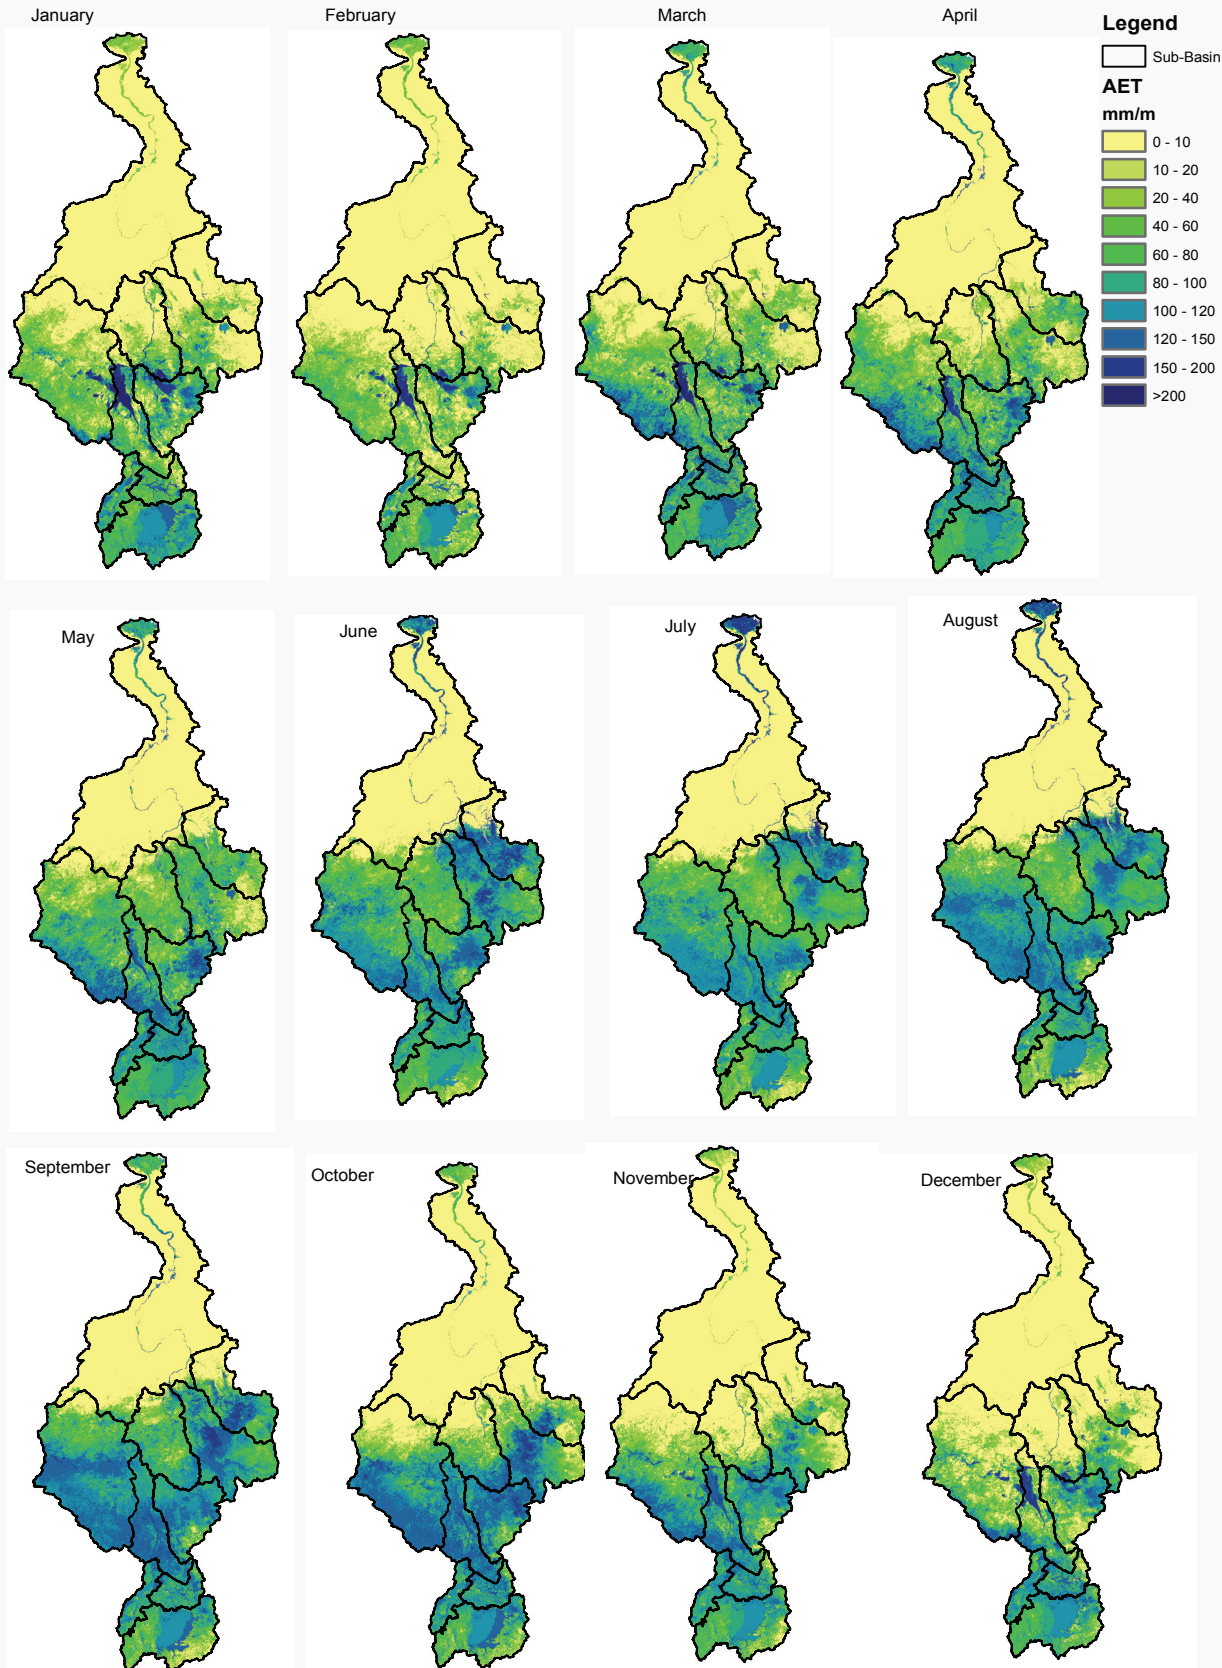 January
February
March
April
Legend
Sub-Basin
AET
mm/m
0 - 10
10 - 20
20 - 40
40 - 60
60 - 80
80 - 100
100 - 120
120 - 150
150 - 200
>200
May
June
July
August
September
October
November
December